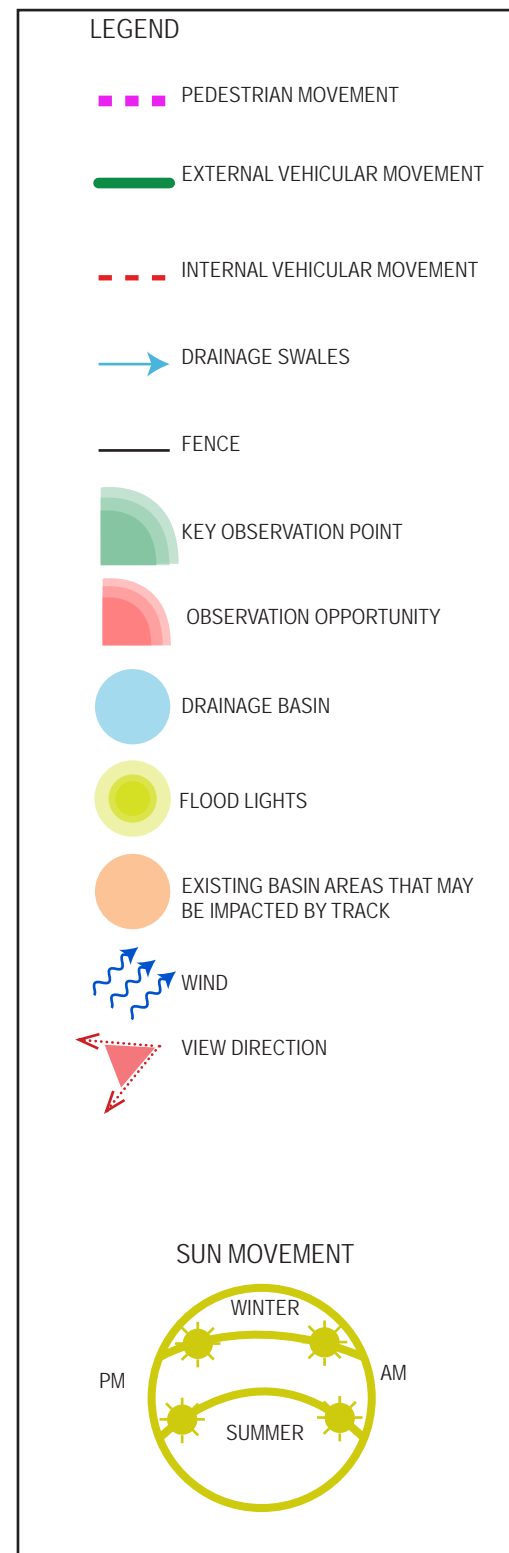 LEGEND
PEDESTRIAN MOVEMENT
EXTERNAL VEHICULAR MOVEMENT
INTERNAL VEHICULAR MOVEMENT
DRAINAGE SWALES
FENCE
KEY OBSERVATION POINT
OBSERVATION OPPORTUNITY
DRAINAGE BASIN
FLOOD LIGHTS
EXISTING BASIN AREAS THAT MAY
BE IMPACTED BY TRACK
WIND
VIEW DIRECTION
SUN MOVEMENT
WINTER
PM
AM
SUMMER